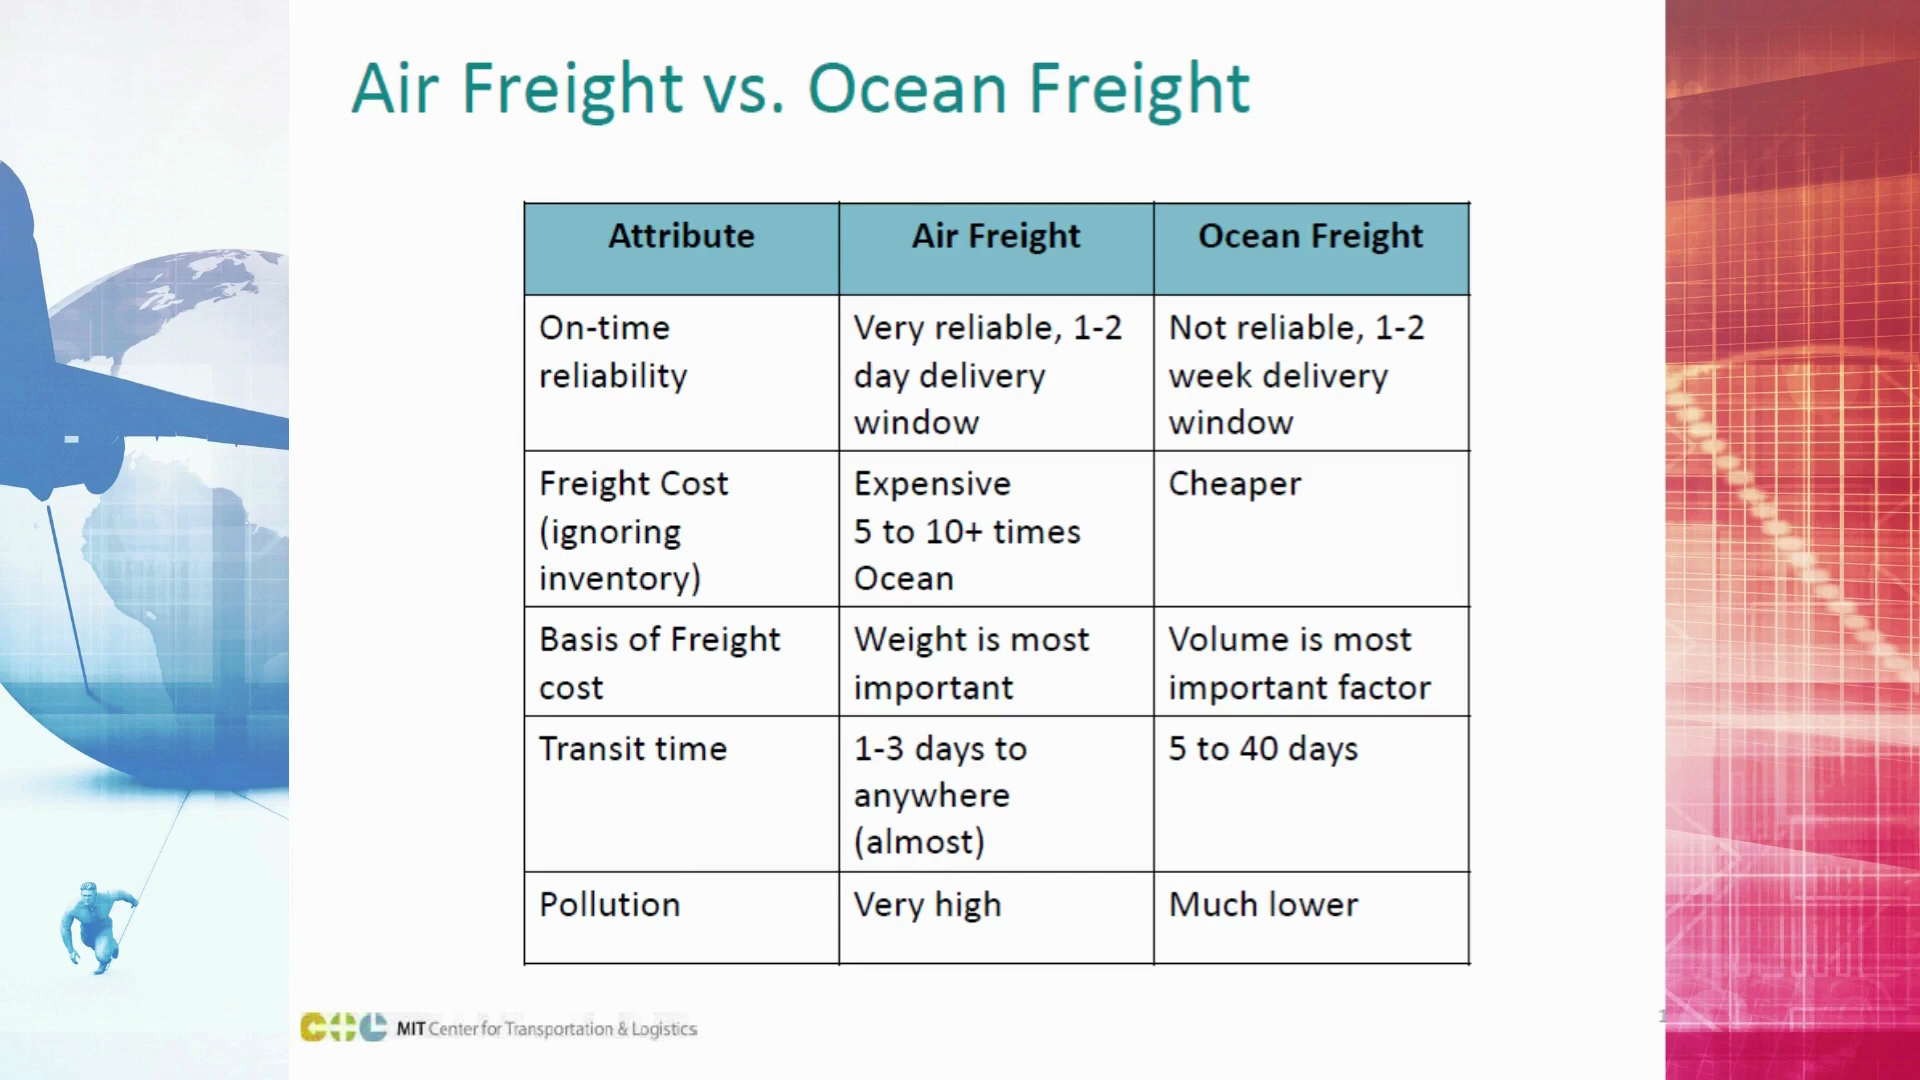 Air Freight vs. Ocean Freight
Attribute
Air Freight
Ocean Freight
On-time
reliability
Very reliable, 1-2
day delivery
window
Not reliable, 1-2
week delivery
window
Freight Cost
(ignoring
inventory)
Expensive
5 to 10+ times
Ocean
Cheaper
Basis of Freight
cost
Weight is most
important
Volume is most
important factor
Transit time
1-3 days to
anywhere
(almost)
5 to 40 days
Pollution
Very high
Much lower
MIT Center for Transportation & Logistics